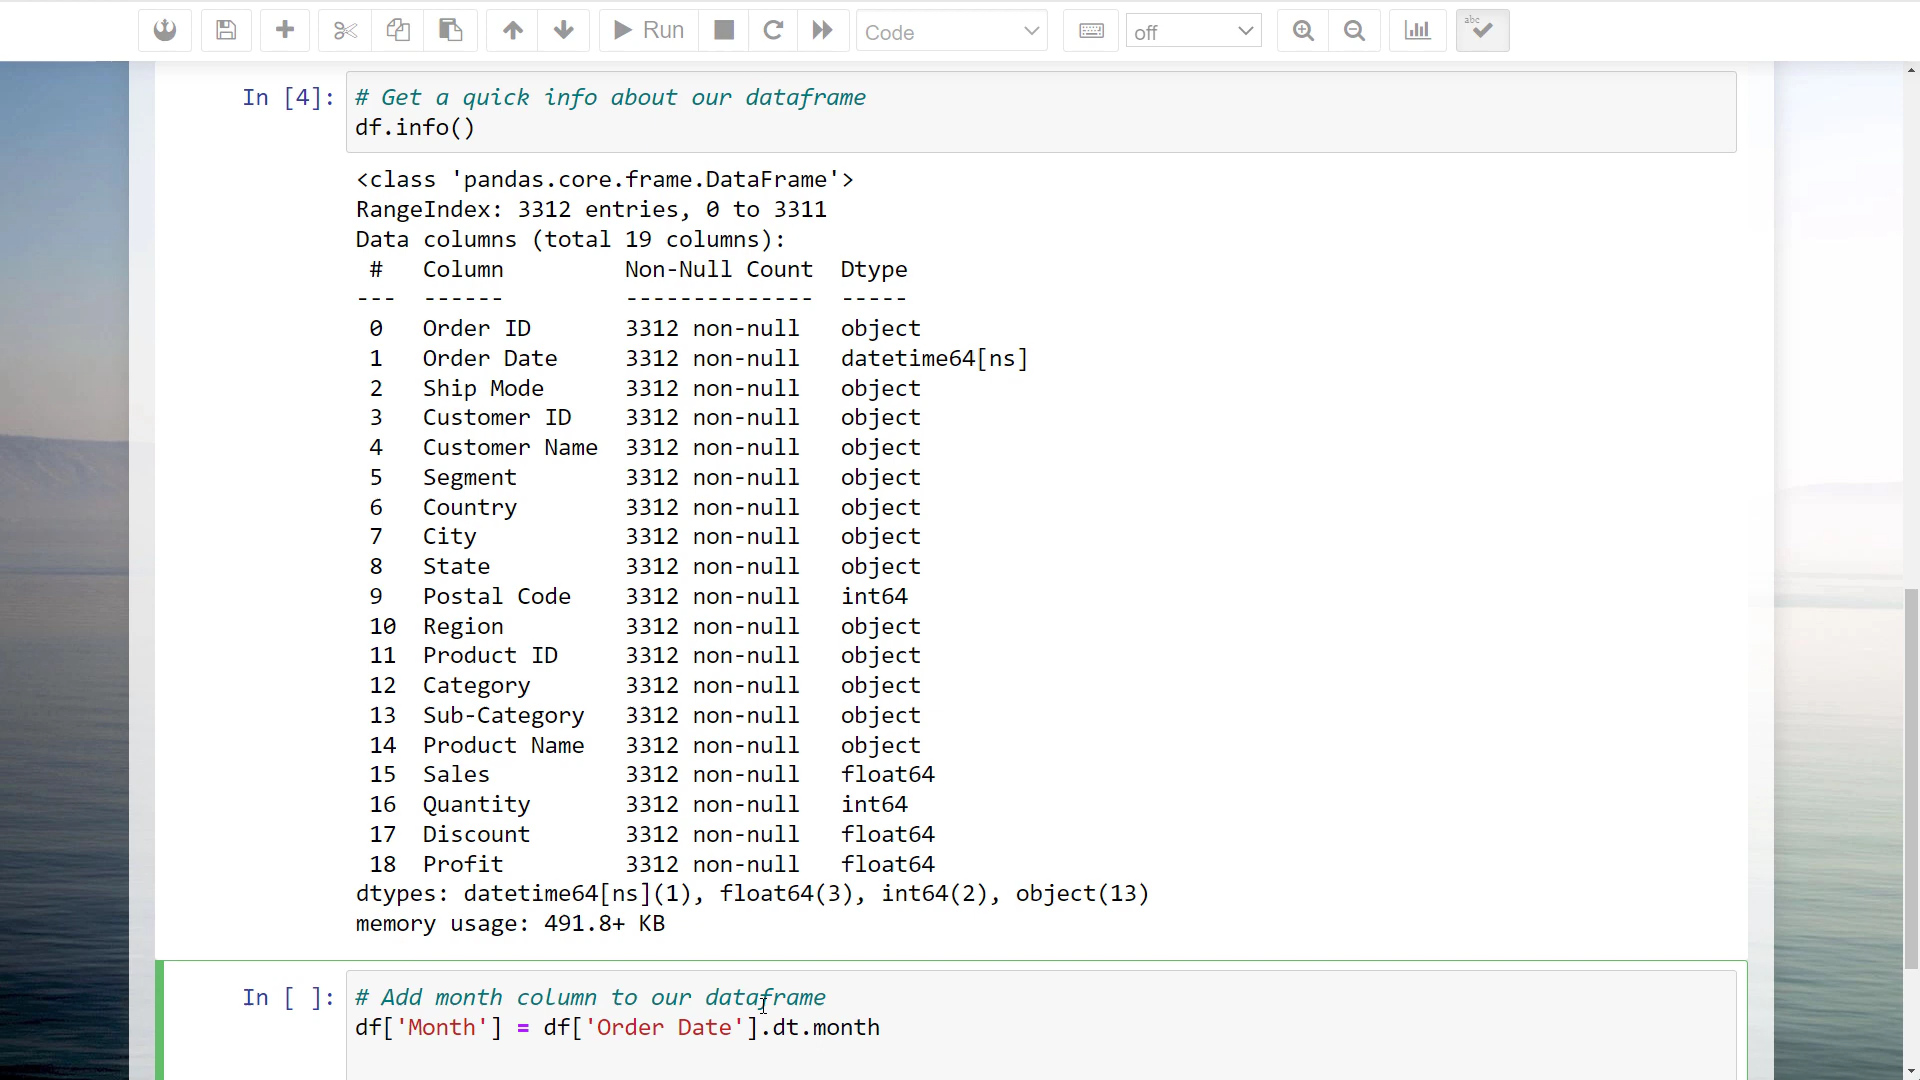 Run
Code
off
abc
In [4]:
# Get a quick info about our dataframe
df.info()
<class 'pandas.core.frame.DataFrame'>
RangeIndex: 3312 entries, 0 to 3311
Data columns (total 19 columns):
 #   Column         Non-Null Count  Dtype
---  ------         --------------  -----
 0   Order ID       3312 non-null   object
 1   Order Date     3312 non-null   datetime64[ns]
 2   Ship Mode      3312 non-null   object
 3   Customer ID    3312 non-null   object
 4   Customer Name  3312 non-null   object
 5   Segment        3312 non-null   object
 6   Country        3312 non-null   object
 7   City           3312 non-null   object
 8   State          3312 non-null   object
 9   Postal Code    3312 non-null   int64
 10  Region         3312 non-null   object
 11  Product ID     3312 non-null   object
 12  Category       3312 non-null   object
 13  Sub-Category   3312 non-null   object
 14  Product Name   3312 non-null   object
 15  Sales          3312 non-null   float64
 16  Quantity       3312 non-null   int64
 17  Discount       3312 non-null   float64
 18  Profit         3312 non-null   float64
dtypes: datetime64[ns](1), float64(3), int64(2), object(13)
memory usage: 491.8+ KB
In [ ]:
# Add month column to our dataframe
df['Month'] = df['Order Date'].dt.month